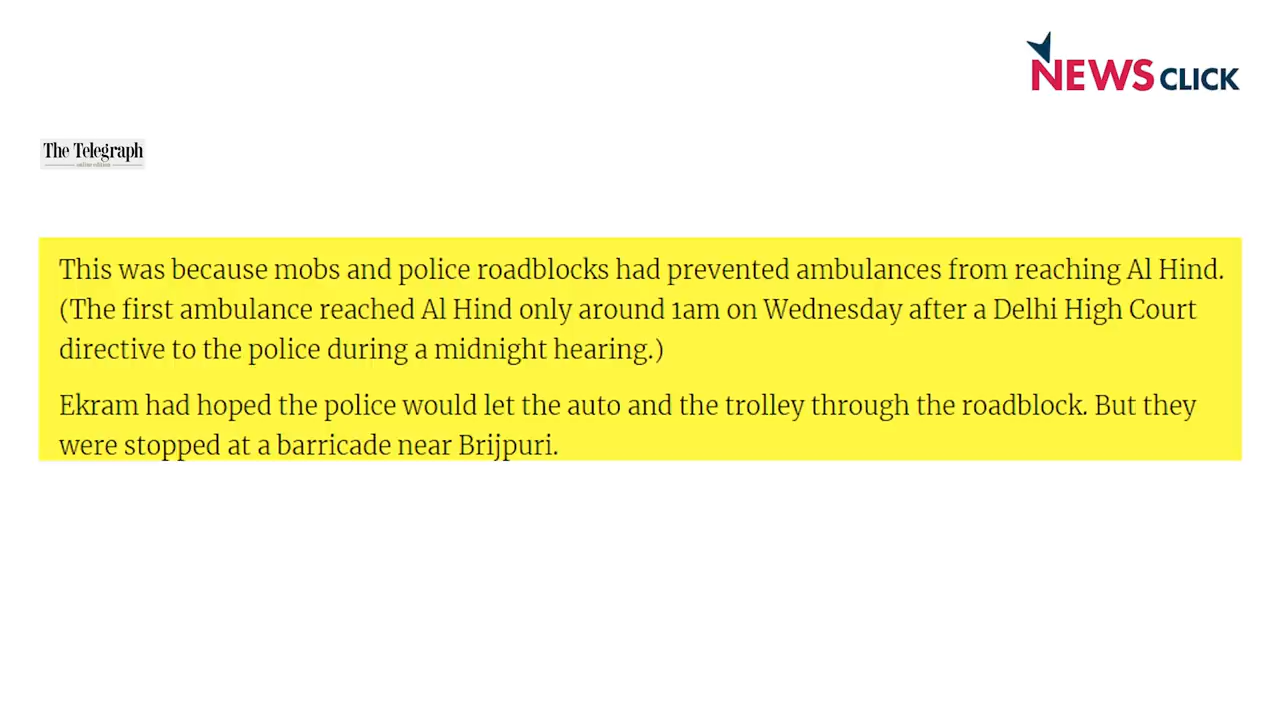 NEWS CLICK
The Telegraph
online edition
This was because mobs and police roadblocks had prevented ambulances from reaching Al Hind.
(The first ambulance reached Al Hind only around 1am on Wednesday after a Delhi High Court
directive to the police during a midnight hearing.)
Ekram had hoped the police would let the auto and the trolley through the roadblock. But they
were stopped at a barricade near Brijpuri.